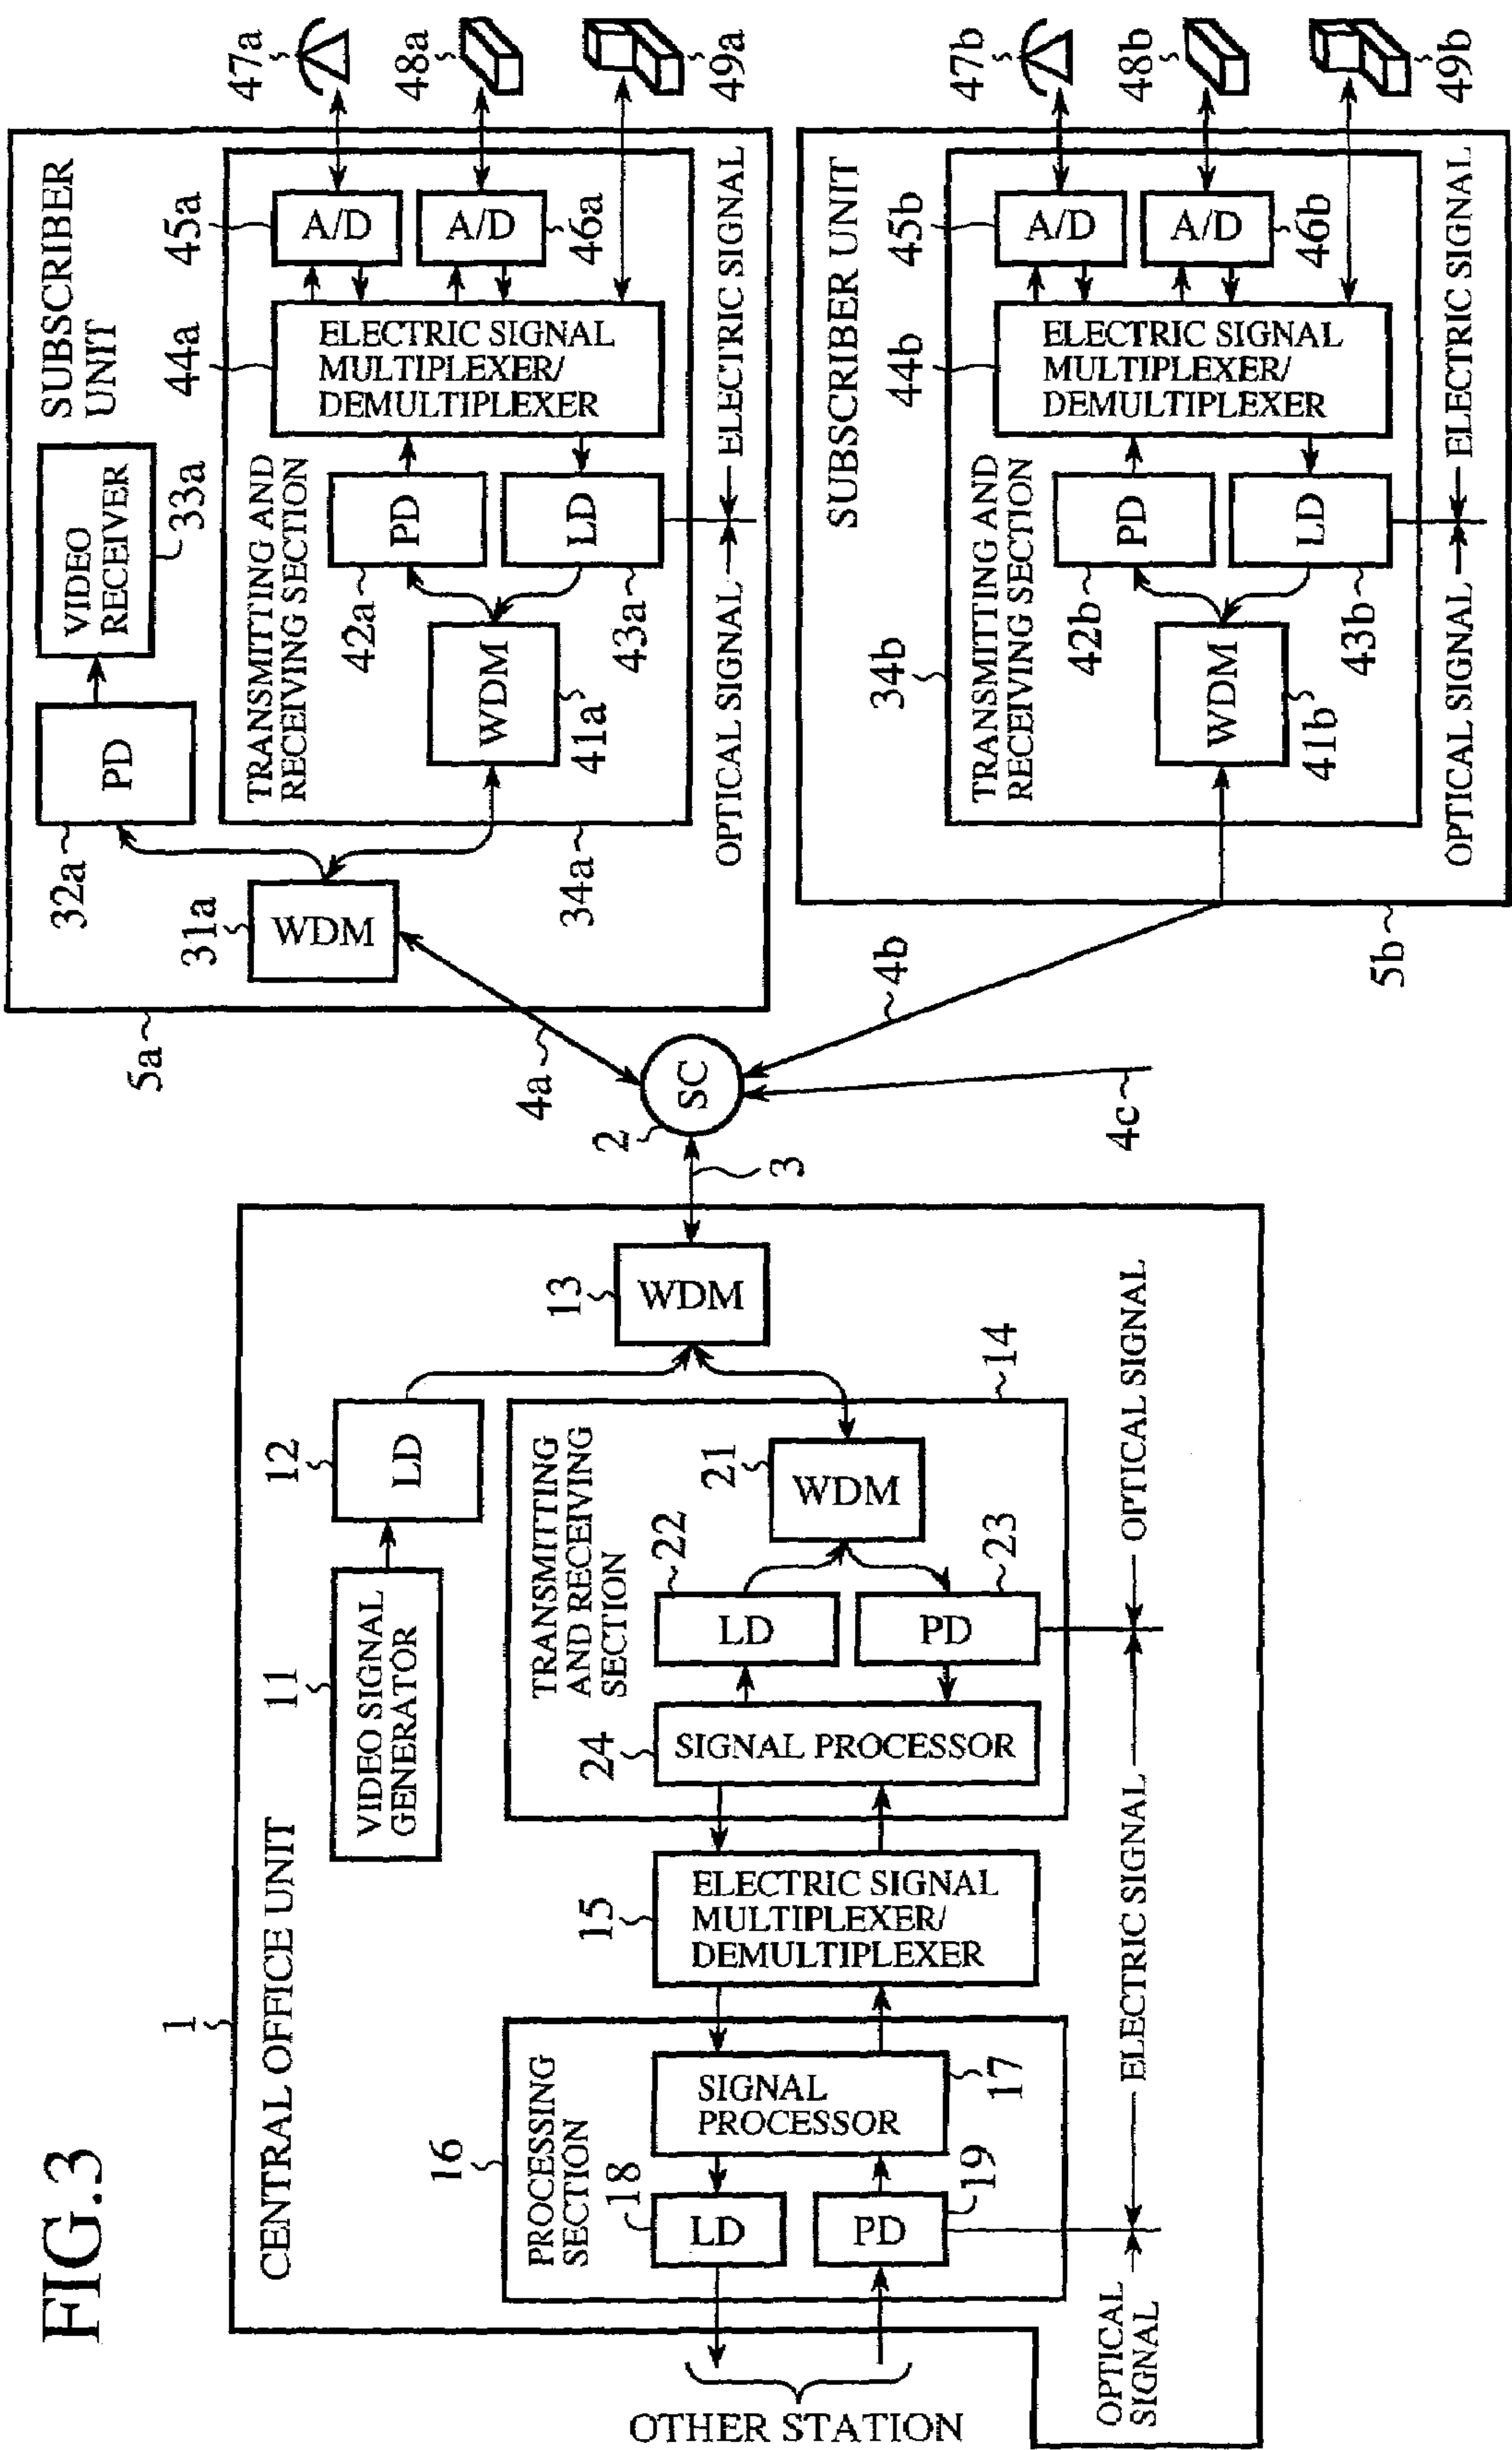 FIG.3
1
CENTRAL OFFICE UNIT
11
VIDEO SIGNAL
GENERATOR
12
LD
13
WDM
16
PROCESSING
SECTION
18
LD
PD
19
SIGNAL
PROCESSOR
17
15
ELECTRIC SIGNAL
MULTIPLEXER/
DEMULTIPLEXER
TRANSMITTING
AND RECEIVING
SECTION
14
24
SIGNAL PROCESSOR
22
LD
PD
23
21
WDM
OTHER STATION
OPTICAL
SIGNAL
ELECTRIC SIGNAL
OPTICAL SIGNAL
3
2
SC
4a
4b
4c
5a
SUBSCRIBER
UNIT
31a
WDM
32a
PD
VIDEO
RECEIVER
33a
34a
TRANSMITTING AND
RECEIVING SECTION
WDM
41a
42a
PD
LD
43a
44a
ELECTRIC SIGNAL
MULTIPLEXER/
DEMULTIPLEXER
45a
A/D
A/D
46a
47a
48a
49a
OPTICAL SIGNAL
ELECTRIC SIGNAL
5b
SUBSCRIBER UNIT
34b
TRANSMITTING AND
RECEIVING SECTION
WDM
41b
42b
PD
LD
43b
44b
ELECTRIC SIGNAL
MULTIPLEXER/
DEMULTIPLEXER
45b
A/D
A/D
46b
47b
48b
49b
OPTICAL SIGNAL
ELECTRIC SIGNAL